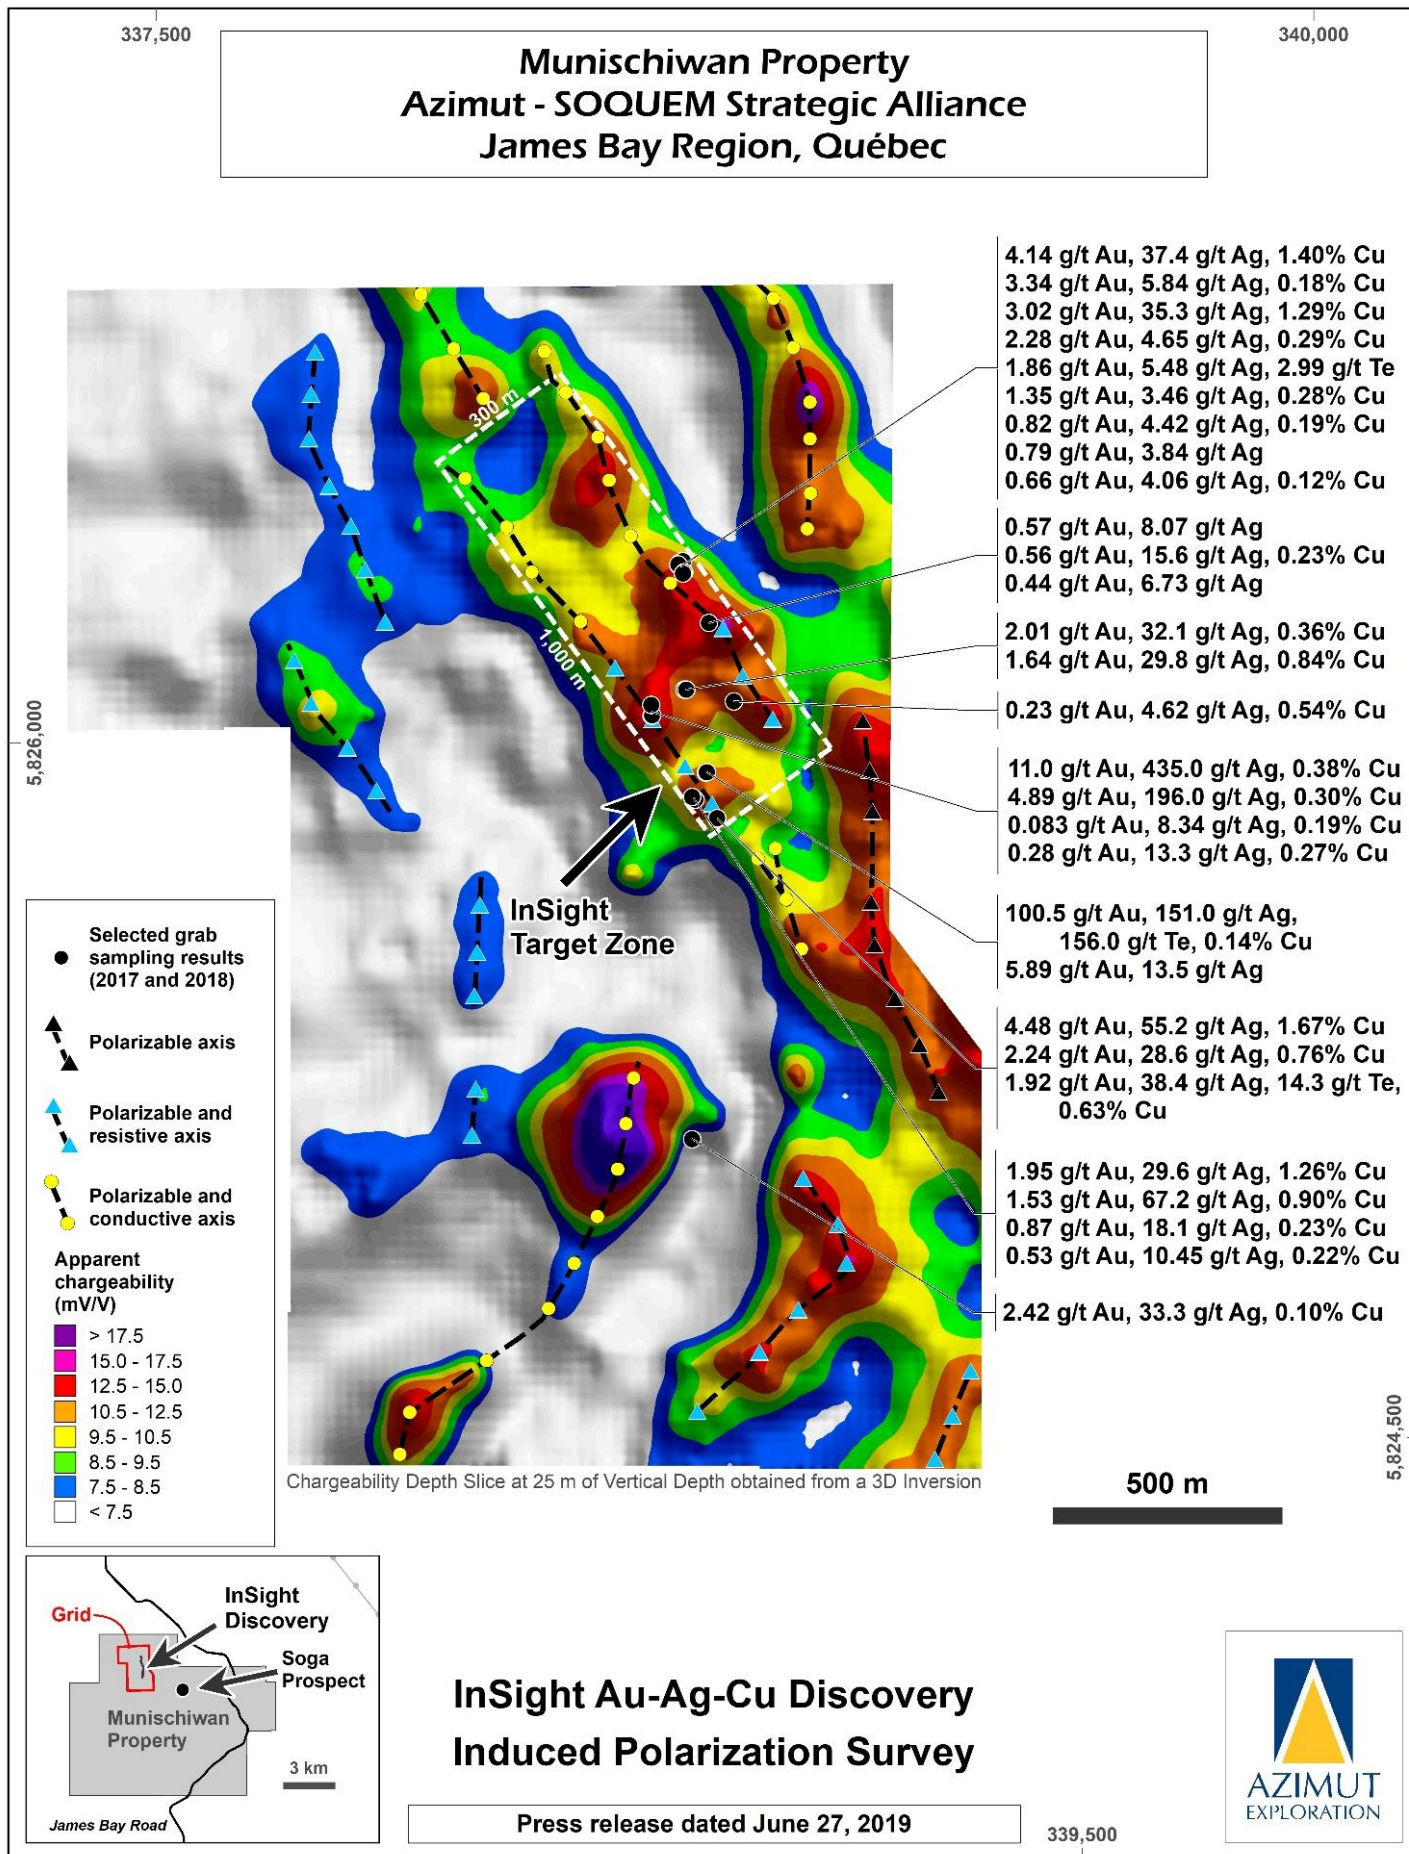 337,500
340,000
Munischiwan Property
Azimut - SOQUEM Strategic Alliance
James Bay Region, Québec
4.14 g/t Au, 37.4 g/t Ag, 1.40% Cu
3.34 g/t Au, 5.84 g/t Ag, 0.18% Cu
3.02 g/t Au, 35.3 g/t Ag, 1.29% Cu
2.28 g/t Au, 4.65 g/t Ag, 0.29% Cu
1.86 g/t Au, 5.48 g/t Ag, 2.99 g/t Te
1.35 g/t Au, 3.46 g/t Ag, 0.28% Cu
0.82 g/t Au, 4.42 g/t Ag, 0.19% Cu
0.79 g/t Au, 3.84 g/t Ag
0.66 g/t Au, 4.06 g/t Ag, 0.12% Cu
0.57 g/t Au, 8.07 g/t Ag
0.56 g/t Au, 15.6 g/t Ag, 0.23% Cu
0.44 g/t Au, 6.73 g/t Ag
2.01 g/t Au, 32.1 g/t Ag, 0.36% Cu
1.64 g/t Au, 29.8 g/t Ag, 0.84% Cu
0.23 g/t Au, 4.62 g/t Ag, 0.54% Cu
11.0 g/t Au, 435.0 g/t Ag, 0.38% Cu
4.89 g/t Au, 196.0 g/t Ag, 0.30% Cu
0.083 g/t Au, 8.34 g/t Ag, 0.19% Cu
0.28 g/t Au, 13.3 g/t Ag, 0.27% Cu
100.5 g/t Au, 151.0 g/t Ag,
156.0 g/t Te, 0.14% Cu
5.89 g/t Au, 13.5 g/t Ag
4.48 g/t Au, 55.2 g/t Ag, 1.67% Cu
2.24 g/t Au, 28.6 g/t Ag, 0.76% Cu
1.92 g/t Au, 38.4 g/t Ag, 14.3 g/t Te,
0.63% Cu
1.95 g/t Au, 29.6 g/t Ag, 1.26% Cu
1.53 g/t Au, 67.2 g/t Ag, 0.90% Cu
0.87 g/t Au, 18.1 g/t Ag, 0.23% Cu
0.53 g/t Au, 10.45 g/t Ag, 0.22% Cu
2.42 g/t Au, 33.3 g/t Ag, 0.10% Cu
300 m
1,000 m
5,826,000
InSight
Target Zone
Selected grab
sampling results
(2017 and 2018)
Polarizable axis
Polarizable and
resistive axis
Polarizable and
conductive axis
Apparent
chargeability
(mV/V)
> 17.5
15.0 - 17.5
12.5 - 15.0
10.5 - 12.5
9.5 - 10.5
8.5 - 9.5
7.5 - 8.5
< 7.5
Chargeability Depth Slice at 25 m of Vertical Depth obtained from a 3D Inversion
500 m
5,824,500
InSight
Discovery
Grid
Soga
Prospect
Munischiwan
Property
3 km
James Bay Road
InSight Au-Ag-Cu Discovery
Induced Polarization Survey
Press release dated June 27, 2019
339,500
AZIMUT
EXPLORATION